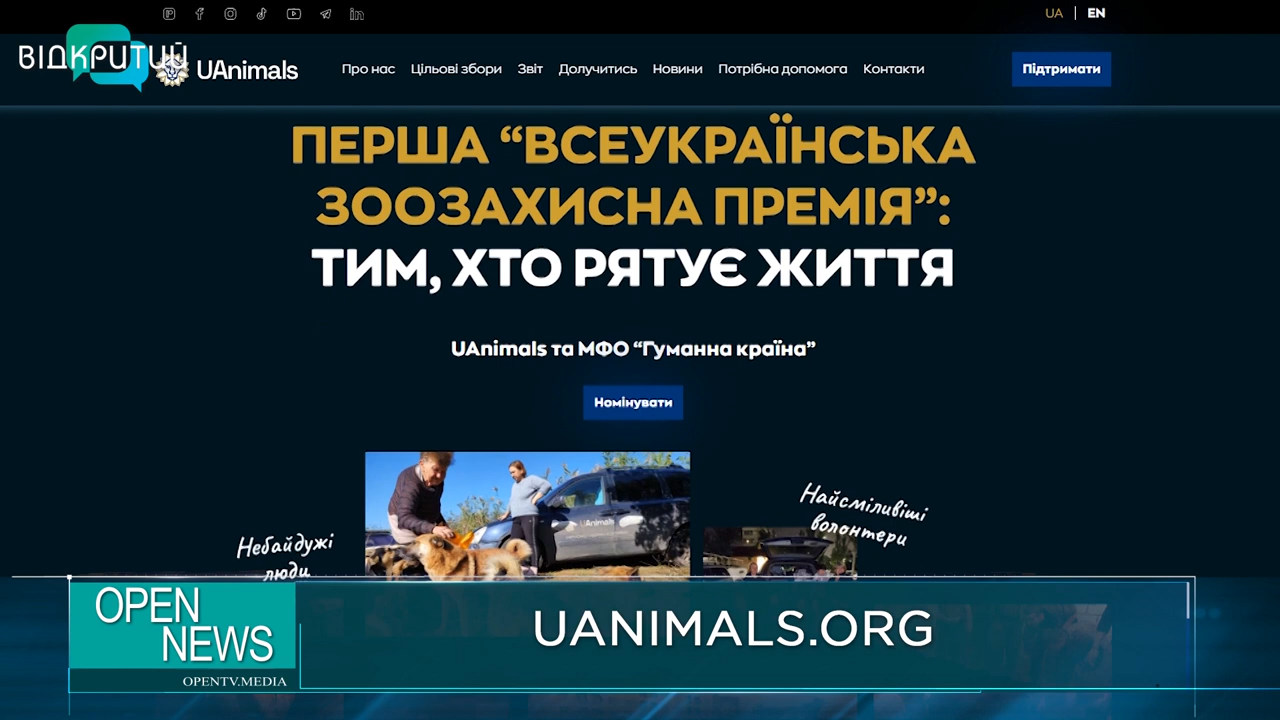 UA | EN
ВІДКРИТИЙ
UAnimals
Про нас Цільові збори Звіт Долучитись Новини Потрібна допомога Контакти
Підтримати
ПЕРША “ВСЕУКРАЇНСЬКА
ЗООЗАХИСНА ПРЕМІЯ”:
ТИМ, ХТО РЯТУЄ ЖИТТЯ
UAnimals та МФО “Гуманна країна”
Номінувати
UAnimals
Небайдужі
люди
Найсміливіші
волонтери
OPEN
NEWS
OPENTV.MEDIA
UANIMALS.ORG